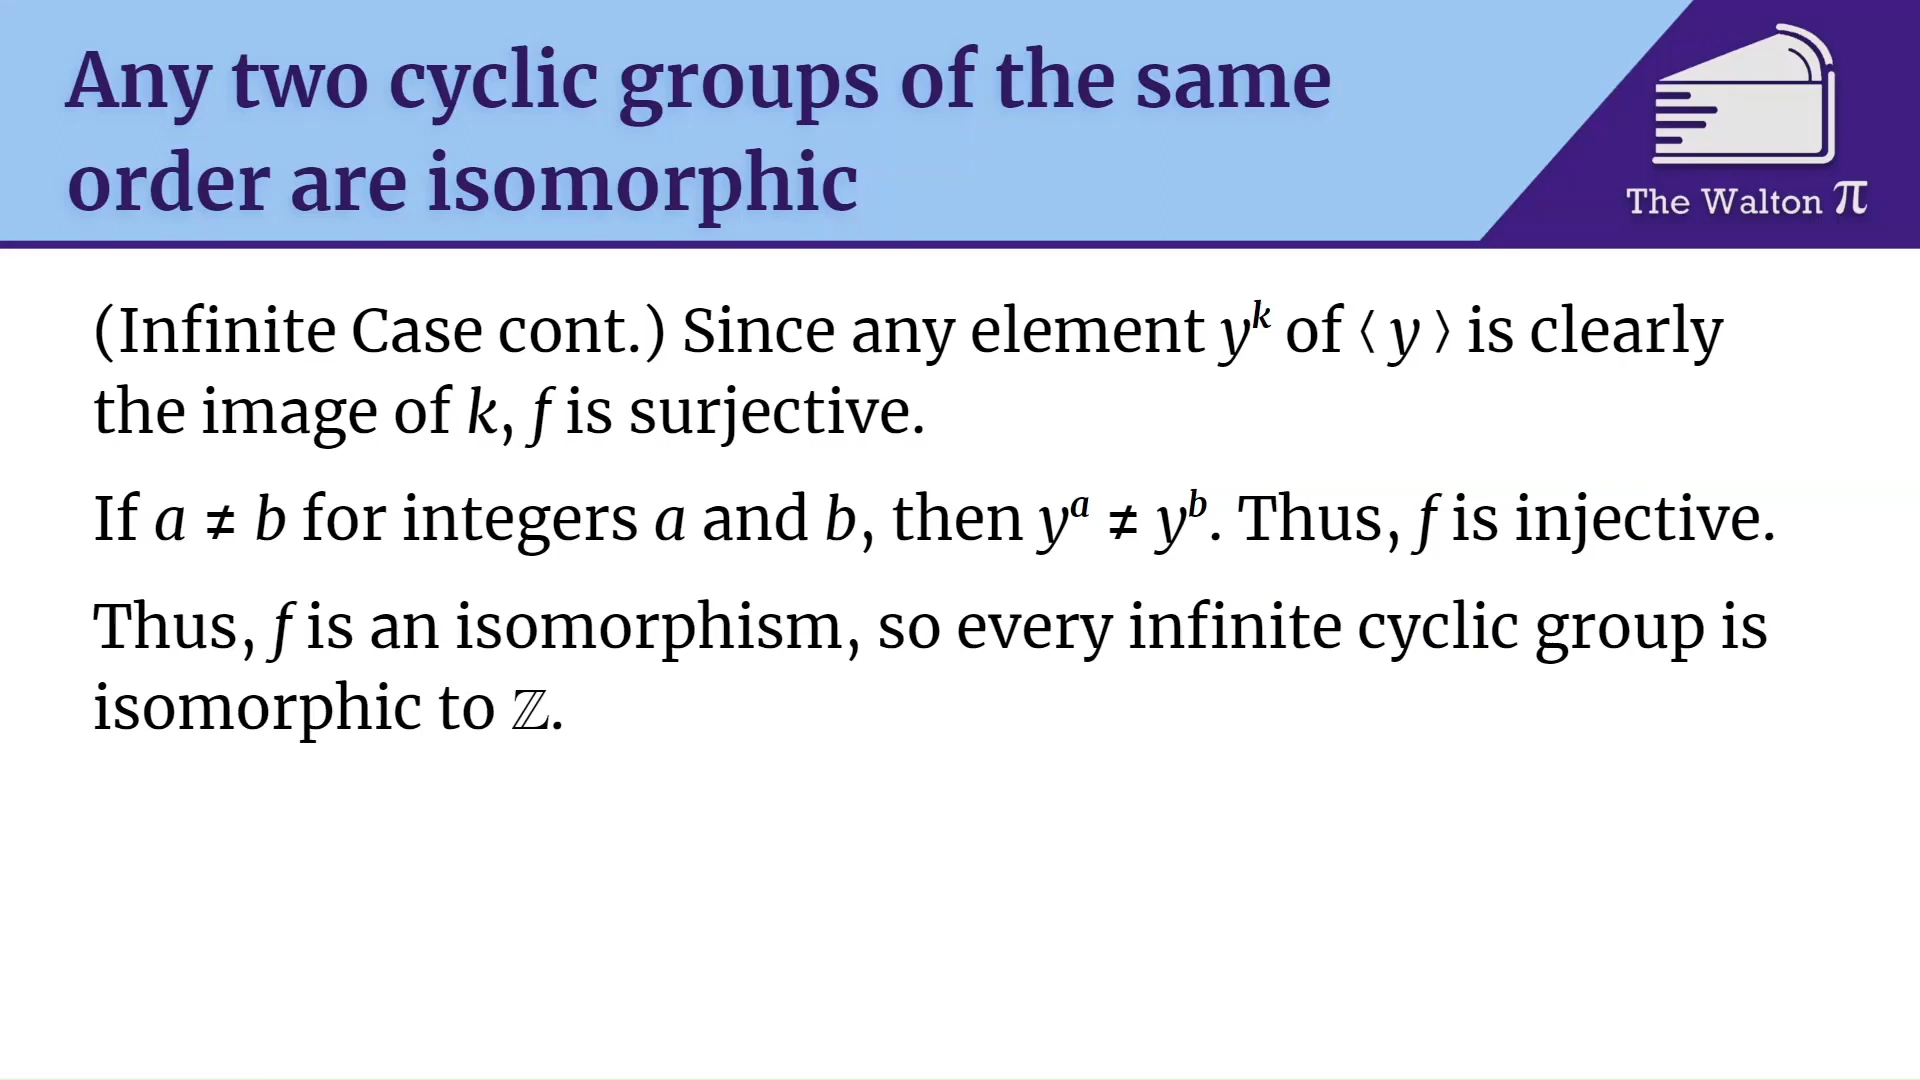 Any two cyclic groups of the same
order are isomorphic
The Walton π
(Infinite Case cont.) Since any element yᵏ of ⟨ y ⟩ is clearly
the image of k, f is surjective.
If a ≠ b for integers a and b, then yᵃ ≠ yᵇ. Thus, f is injective.
Thus, f is an isomorphism, so every infinite cyclic group is
isomorphic to ℤ.